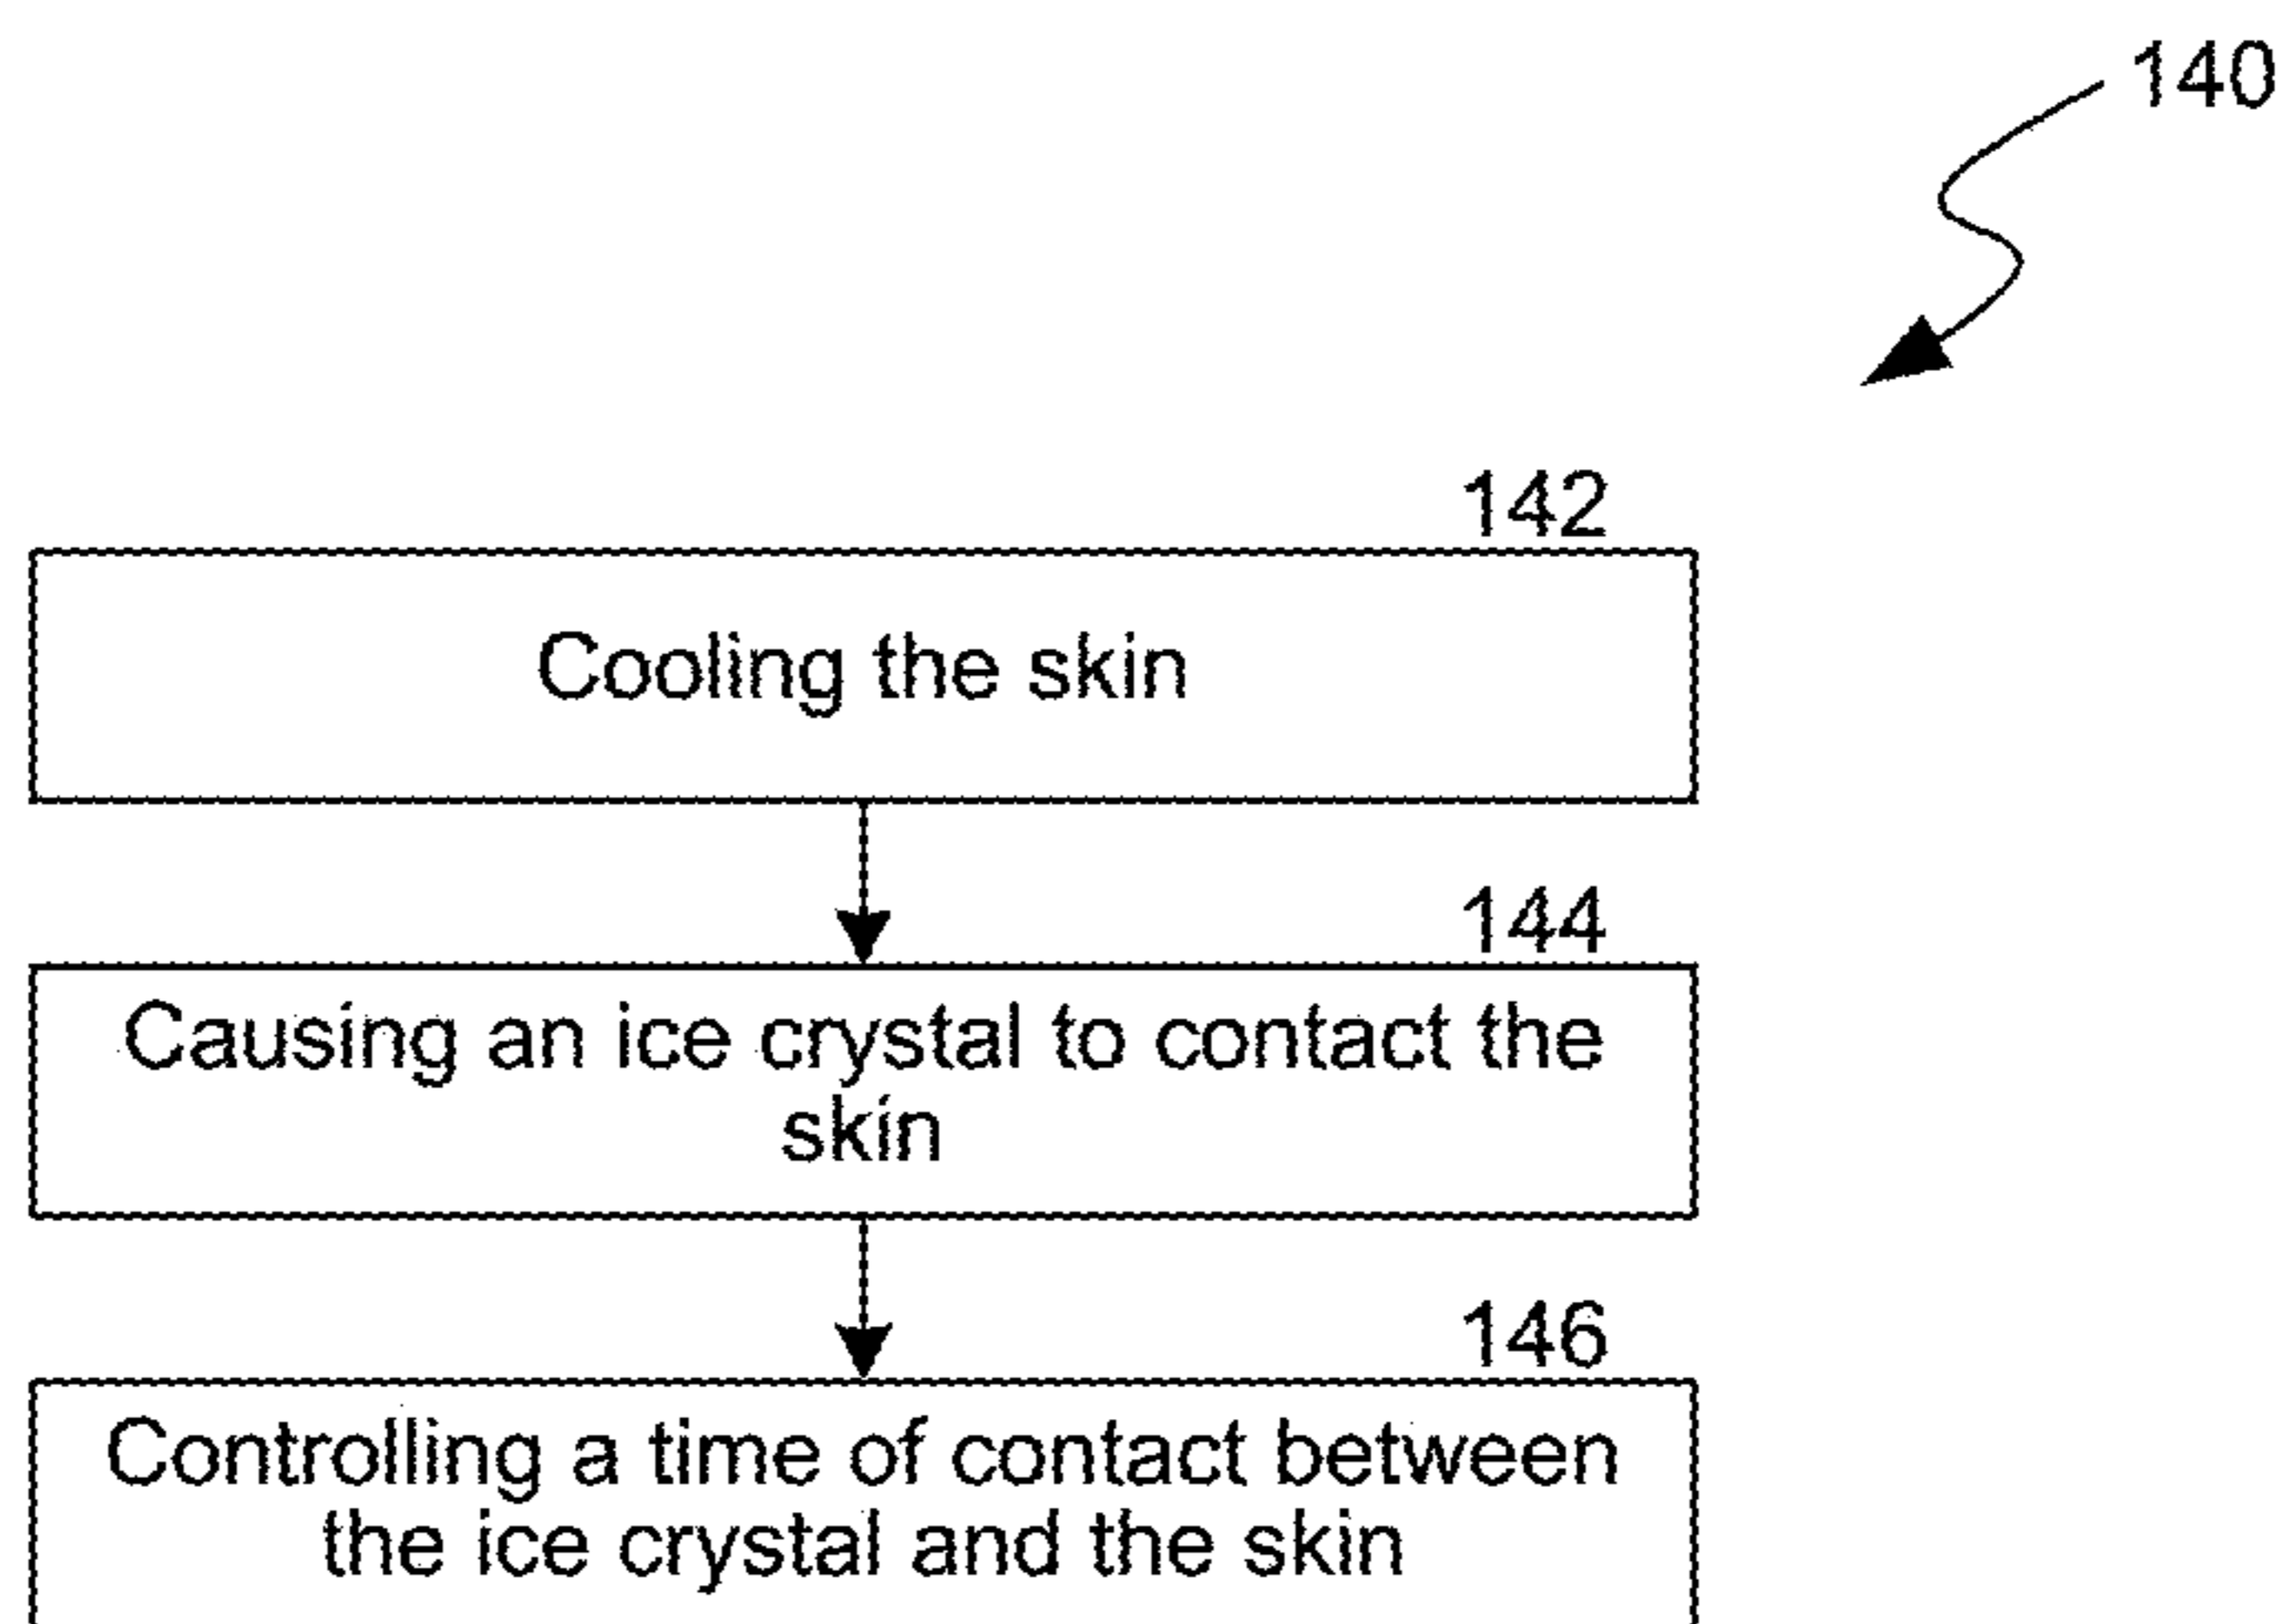 140
142
Cooling the skin
144
Causing an ice crystal to contact the
skin
146
Controlling a time of contact between
the ice crystal and the skin